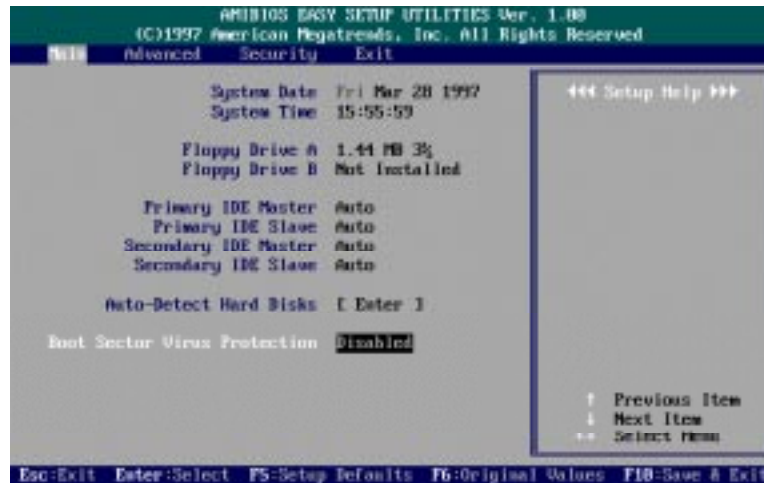 AMIBIOS EASY SETUP UTILITIES Ver. 1.00
(C)1997 American Megatrends, Inc. All Rights Reserved
Main Advanced Security Exit
System Date Fri Mar 28 1997
System Time 15:55:59
Floppy Drive A 1.44 MB 3½
Floppy Drive B Not Installed
Primary IDE Master Auto
Primary IDE Slave Auto
Secondary IDE Master Auto
Secondary IDE Slave Auto
Auto-Detect Hard Disks [ Enter ]
Boot Sector Virus Protection Disabled
Setup Help
↑ Previous Item
↓ Next Item
↔ Select Menu
Esc:Exit Enter:Select F5:Setup Defaults F6:Original Values F10:Save & Exit